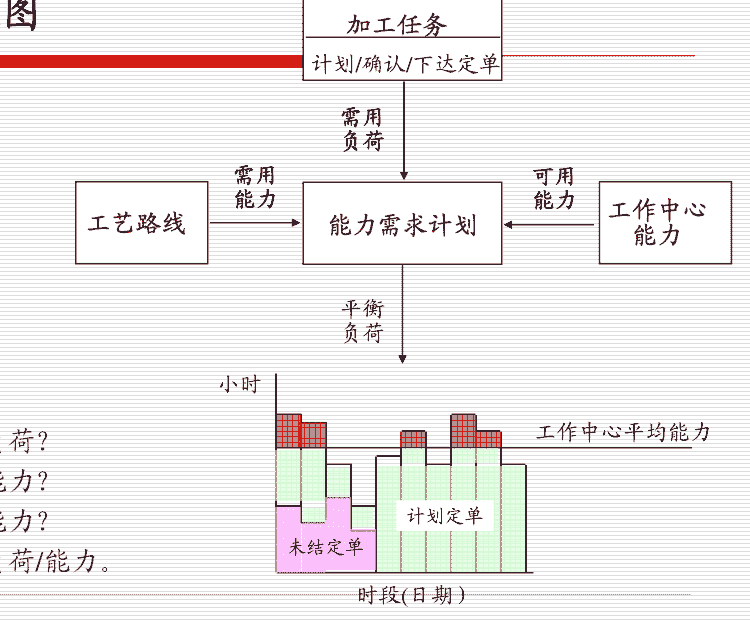 图
加工任务
计划/确认/下达定单
需用
负荷
需用
能力
可用
能力
工艺路线
能力需求计划
工作中心
能力
平衡
负荷
小时
工作中心平均能力
计划定单
未结定单
时段(日期)
荷?
能力?
能力?
荷/能力。